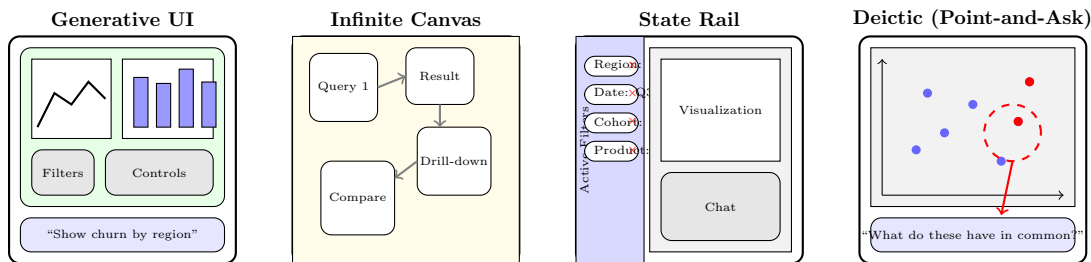 Generative UI
Filters
Controls
“Show churn by region”
Infinite Canvas
Query 1
Result
Drill-down
Compare
State Rail
Active Filters
Region:
Date:
Cohort:
Product:
Visualization
Chat
Deictic (Point-and-Ask)
“What do these have in common?”